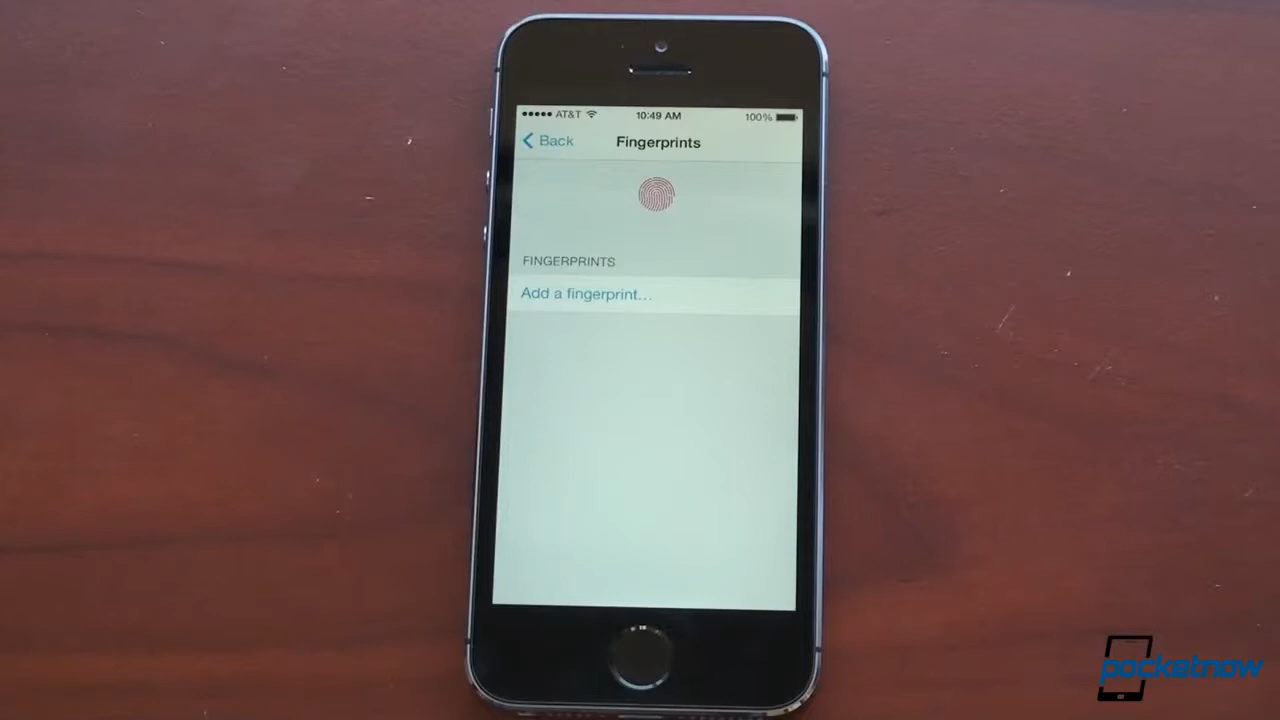 AT&T 10:49 AM 100%
Back Fingerprints
FINGERPRINTS
Add a fingerprint...
pocketnow